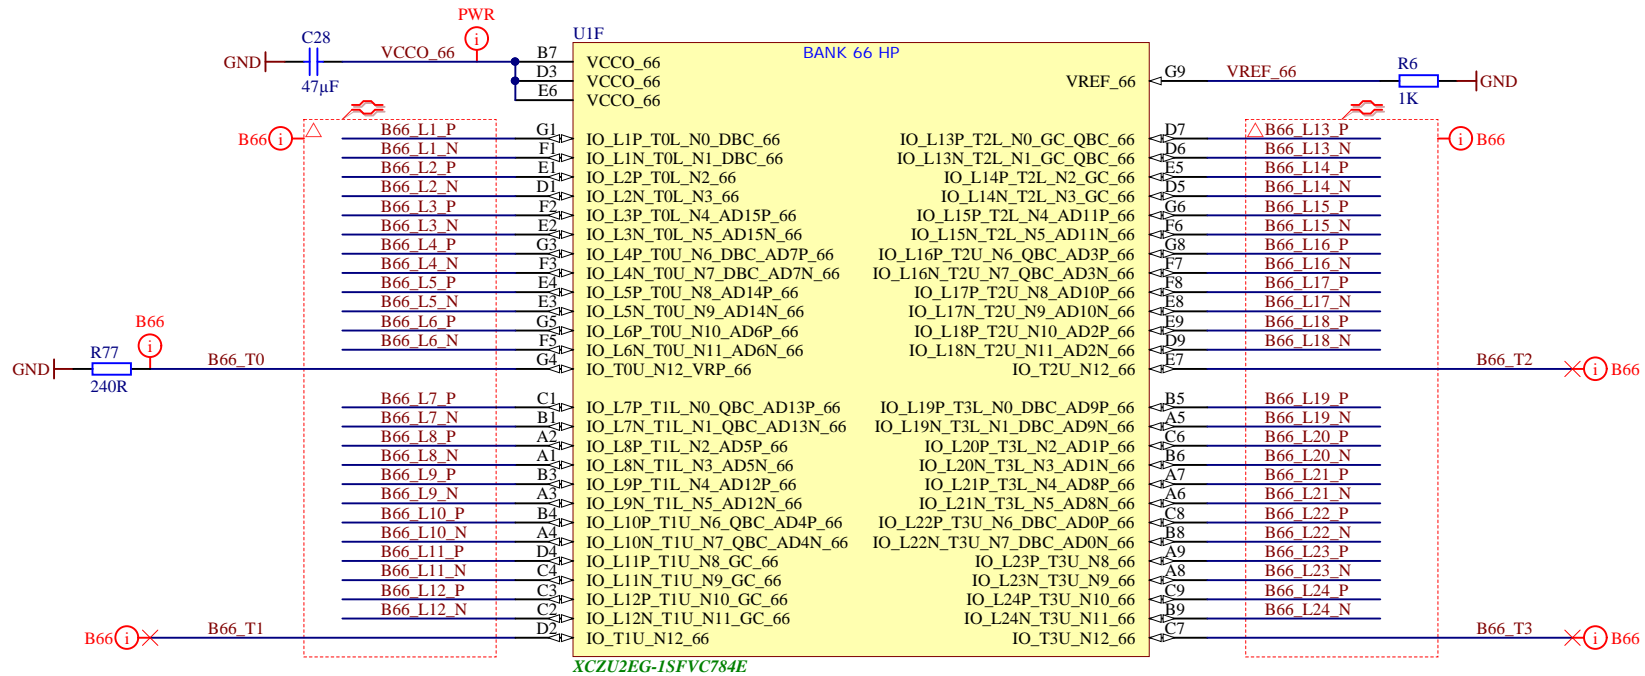 PWR
U1F
BANK 66 HP
C28
GND
47µF
VCCO_66
B7 VCCO_66
D3 VCCO_66
E6 VCCO_66
VREF_66 G9 VREF_66
R6
1K
GND
B66
B66_L1_P G1 IO_L1P_T0L_N0_DBC_66
B66_L1_N F1 IO_L1N_T0L_N1_DBC_66
B66_L2_P E1 IO_L2P_T0L_N2_66
B66_L2_N D1 IO_L2N_T0L_N3_66
B66_L3_P F2 IO_L3P_T0L_N4_AD15P_66
B66_L3_N E2 IO_L3N_T0L_N5_AD15N_66
B66_L4_P G3 IO_L4P_T0U_N6_DBC_AD7P_66
B66_L4_N F3 IO_L4N_T0U_N7_DBC_AD7N_66
B66_L5_P E4 IO_L5P_T0U_N8_AD14P_66
B66_L5_N E3 IO_L5N_T0U_N9_AD14N_66
B66_L6_P G5 IO_L6P_T0U_N10_AD6P_66
B66_L6_N F5 IO_L6N_T0U_N11_AD6N_66
B66
R77
GND
240R
B66_T0 G4 IO_T0U_N12_VRP_66
B66_L7_P C1 IO_L7P_T1L_N0_QBC_AD13P_66
B66_L7_N B1 IO_L7N_T1L_N1_QBC_AD13N_66
B66_L8_P A2 IO_L8P_T1L_N2_AD5P_66
B66_L8_N A1 IO_L8N_T1L_N3_AD5N_66
B66_L9_P B3 IO_L9P_T1L_N4_AD12P_66
B66_L9_N A3 IO_L9N_T1L_N5_AD12N_66
B66_L10_P B4 IO_L10P_T1U_N6_QBC_AD4P_66
B66_L10_N A4 IO_L10N_T1U_N7_QBC_AD4N_66
B66_L11_P D4 IO_L11P_T1U_N8_GC_66
B66_L11_N C4 IO_L11N_T1U_N9_GC_66
B66_L12_P C3 IO_L12P_T1U_N10_GC_66
B66_L12_N C2 IO_L12N_T1U_N11_GC_66
B66 B66_T1 D2 IO_T1U_N12_66
IO_L13P_T2L_N0_GC_QBC_66 D7 B66_L13_P
B66
IO_L13N_T2L_N1_GC_QBC_66 D6 B66_L13_N
IO_L14P_T2L_N2_GC_66 E5 B66_L14_P
IO_L14N_T2L_N3_GC_66 D5 B66_L14_N
IO_L15P_T2L_N4_AD11P_66 G6 B66_L15_P
IO_L15N_T2L_N5_AD11N_66 F6 B66_L15_N
IO_L16P_T2U_N6_QBC_AD3P_66 G8 B66_L16_P
IO_L16N_T2U_N7_QBC_AD3N_66 F7 B66_L16_N
IO_L17P_T2U_N8_AD10P_66 F8 B66_L17_P
IO_L17N_T2U_N9_AD10N_66 E8 B66_L17_N
IO_L18P_T2U_N10_AD2P_66 E9 B66_L18_P
IO_L18N_T2U_N11_AD2N_66 D9 B66_L18_N
IO_T2U_N12_66 E7 B66_T2 B66
IO_L19P_T3L_N0_DBC_AD9P_66 B5 B66_L19_P
IO_L19N_T3L_N1_DBC_AD9N_66 A5 B66_L19_N
IO_L20P_T3L_N2_AD1P_66 C6 B66_L20_P
IO_L20N_T3L_N3_AD1N_66 B6 B66_L20_N
IO_L21P_T3L_N4_AD8P_66 A7 B66_L21_P
IO_L21N_T3L_N5_AD8N_66 A6 B66_L21_N
IO_L22P_T3U_N6_DBC_AD0P_66 C8 B66_L22_P
IO_L22N_T3U_N7_DBC_AD0N_66 B8 B66_L22_N
IO_L23P_T3U_N8_66 A9 B66_L23_P
IO_L23N_T3U_N9_66 A8 B66_L23_N
IO_L24P_T3U_N10_66 C9 B66_L24_P
IO_L24N_T3U_N11_66 B9 B66_L24_N
IO_T3U_N12_66 C7 B66_T3 B66
XCZU2EG-1SFVC784E